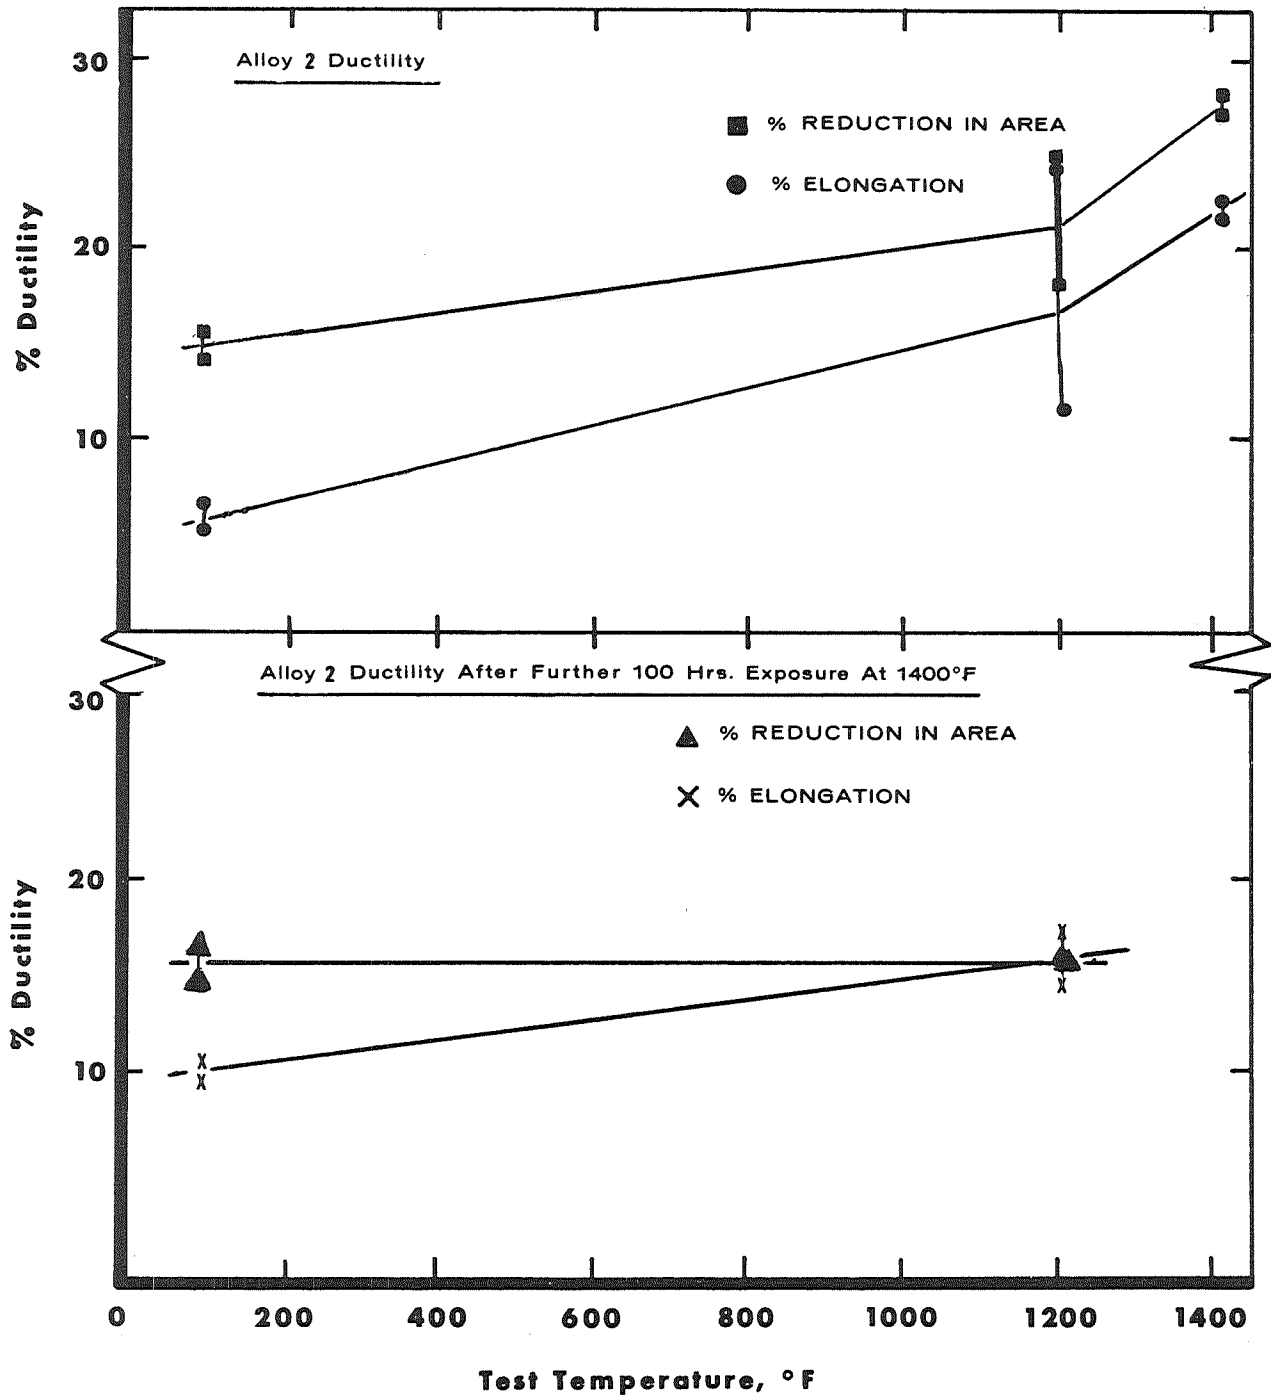 30
Alloy 2 Ductility
% REDUCTION IN AREA
% ELONGATION
20
% Ductility
10
Alloy 2 Ductility After Further 100 Hrs. Exposure At 1400°F
30
% REDUCTION IN AREA
% ELONGATION
20
% Ductility
10
0 200 400 600 800 1000 1200 1400
Test Temperature, °F